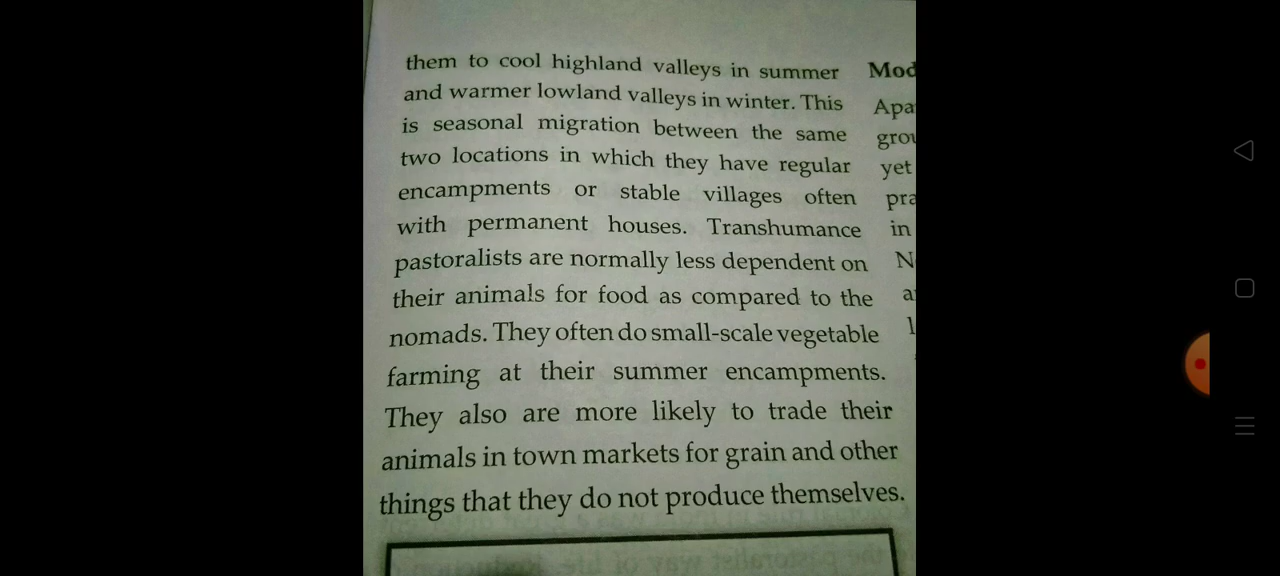 them to cool highland valleys in summer
and warmer lowland valleys in winter. This
is seasonal migration between the same
two locations in which they have regular
encampments or stable villages often
with permanent houses. Transhumance
pastoralists are normally less dependent on
their animals for food as compared to the
nomads. They often do small-scale vegetable
farming at their summer encampments.
They also are more likely to trade their
animals in town markets for grain and other
things that they do not produce themselves.
yet
in